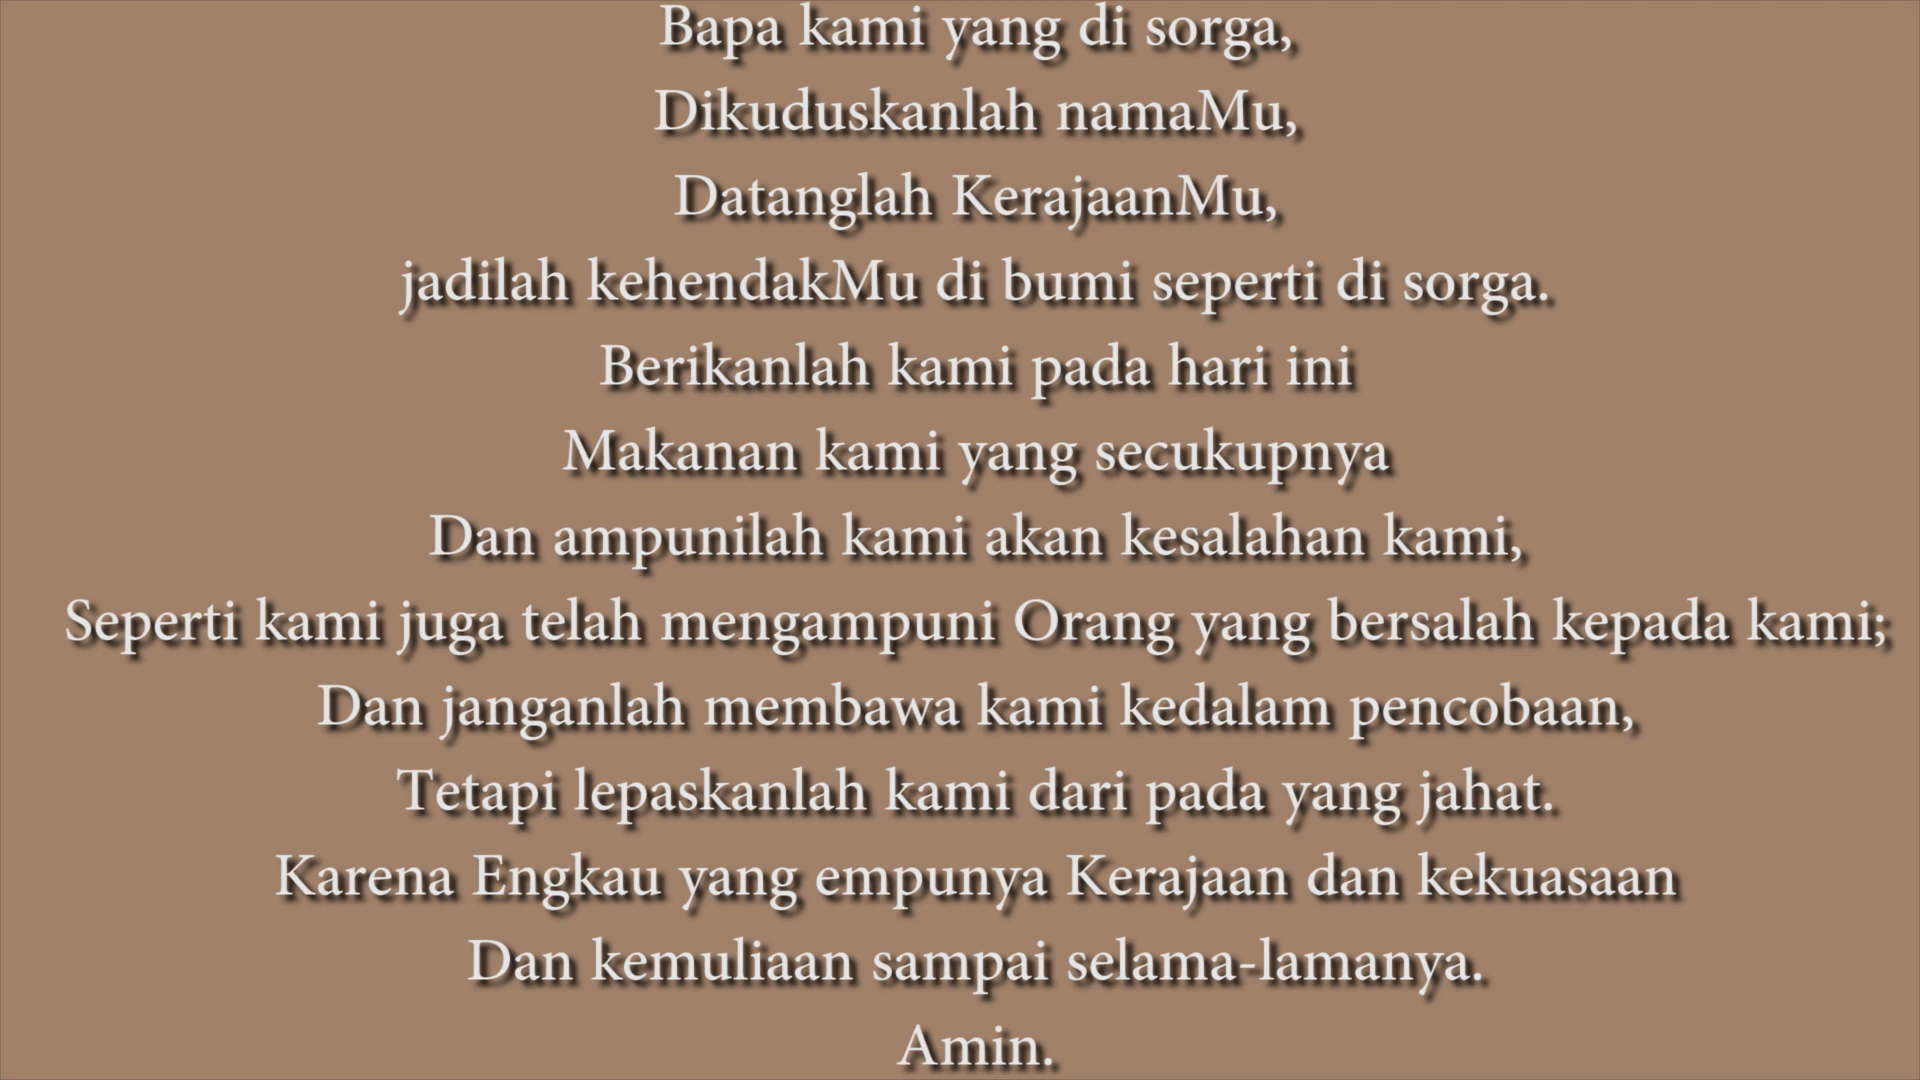 Bapa kami yang di sorga,
Dikuduskanlah namaMu,
Datanglah KerajaanMu,
jadilah kehendakMu di bumi seperti di sorga.
Berikanlah kami pada hari ini
Makanan kami yang secukupnya
Dan ampunilah kami akan kesalahan kami,
Seperti kami juga telah mengampuni Orang yang bersalah kepada kami;
Dan janganlah membawa kami kedalam pencobaan,
Tetapi lepaskanlah kami dari pada yang jahat.
Karena Engkau yang empunya Kerajaan dan kekuasaan
Dan kemuliaan sampai selama-lamanya.
Amin.